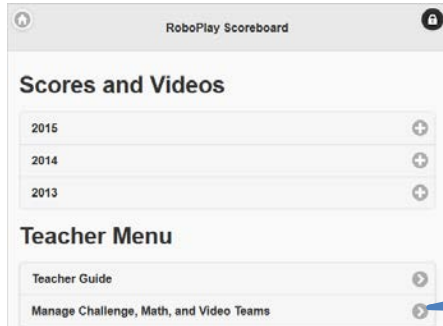 RoboPlay Scoreboard
Scores and Videos
2015
2014
2013
Teacher Menu
Teacher Guide
Manage Challenge, Math, and Video Teams